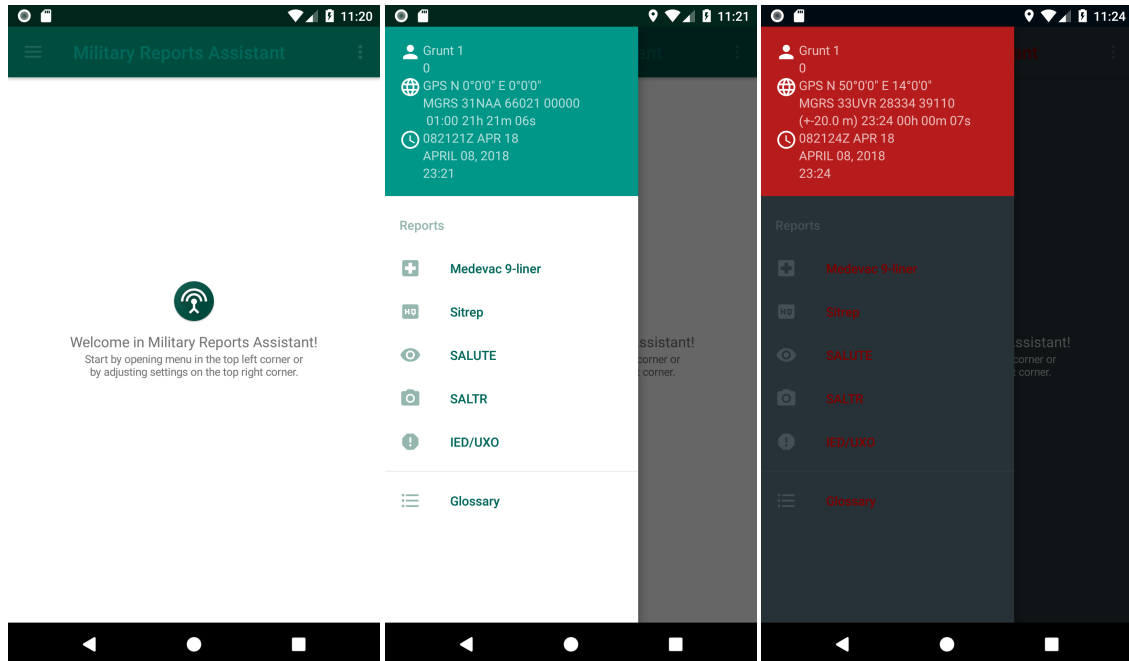 11:20
Military Reports Assistant
Welcome in Military Reports Assistant!
Start by opening menu in the top left corner or
by adjusting settings on the top right corner.
11:21
ant
Grunt 1
0
GPS N 0°0'0" E 0°0'0"
MGRS 31NAA 66021 00000
01:00 21h 21m 06s
082121Z APR 18
APRIL 08, 2018
23:21
Reports
Medevac 9-liner
HQ
Sitrep
SALUTE
SALTR
IED/UXO
Glossary
ssistant!
corner or
t corner.
11:24
ant
Grunt 1
0
GPS N 50°0'0" E 14°0'0"
MGRS 33UVR 28334 39110
(+-20.0 m) 23:24 00h 00m 07s
082124Z APR 18
APRIL 08, 2018
23:24
Reports
Medevac 9-liner
HQ
Sitrep
SALUTE
SALTR
IED/UXO
Glossary
ssistant!
corner or
t corner.